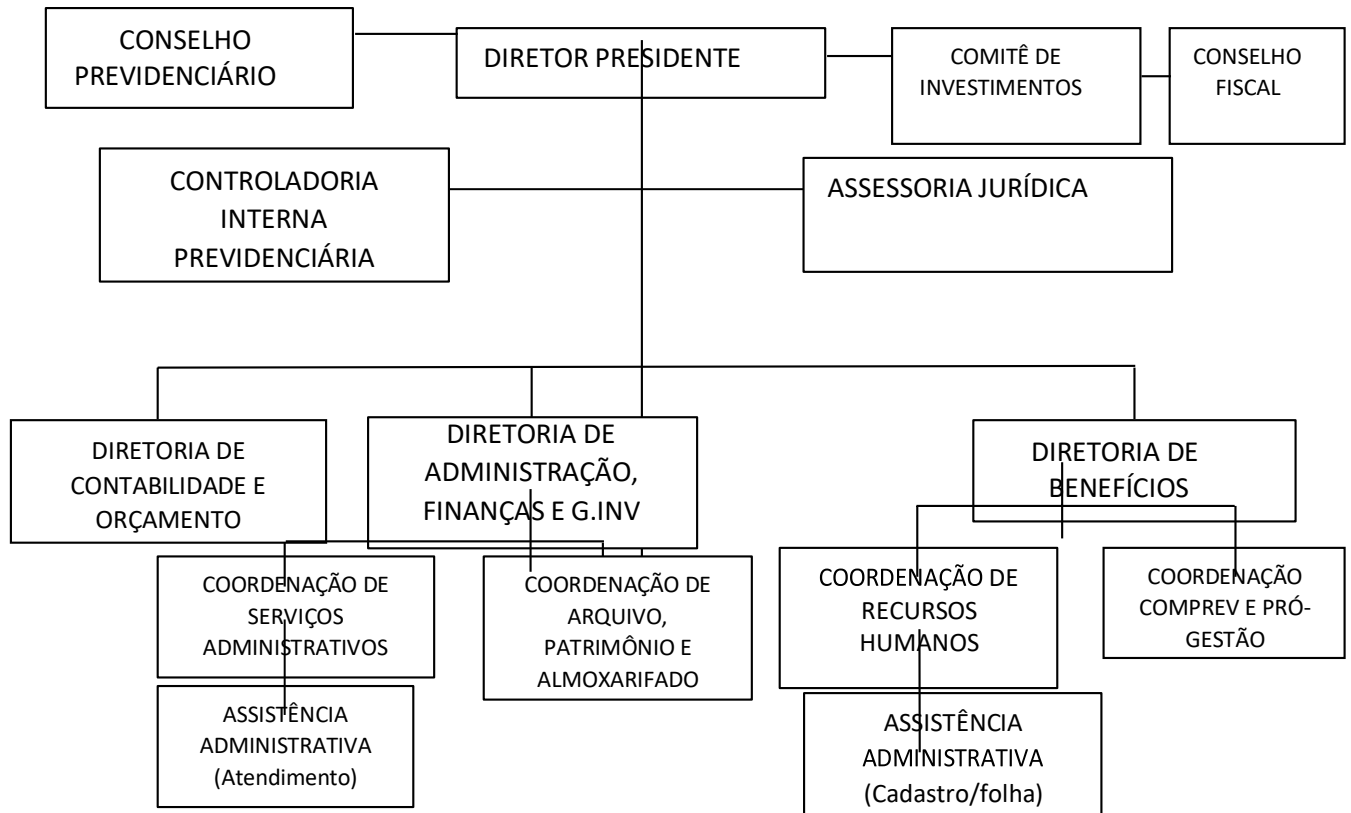 CONSELHO
PREVIDENCIÁRIO
DIRETOR PRESIDENTE
COMITÊ DE
INVESTIMENTOS
CONSELHO
FISCAL
CONTROLADORIA
INTERNA
PREVIDENCIÁRIA
ASSESSORIA JURÍDICA
DIRETORIA DE
CONTABILIDADE E
ORÇAMENTO
DIRETORIA DE
ADMINISTRAÇÃO,
FINANÇAS E G.INV
DIRETORIA DE
BENEFÍCIOS
COORDENAÇÃO DE
SERVIÇOS
ADMINISTRATIVOS
COORDENAÇÃO DE
ARQUIVO,
PATRIMÔNIO E
ALMOXARIFADO
COORDENAÇÃO DE
RECURSOS
HUMANOS
COORDENAÇÃO
COMPREV E PRÓ-
GESTÃO
ASSISTÊNCIA
ADMINISTRATIVA
(Atendimento)
ASSISTÊNCIA
ADMINISTRATIVA
(Cadastro/folha)